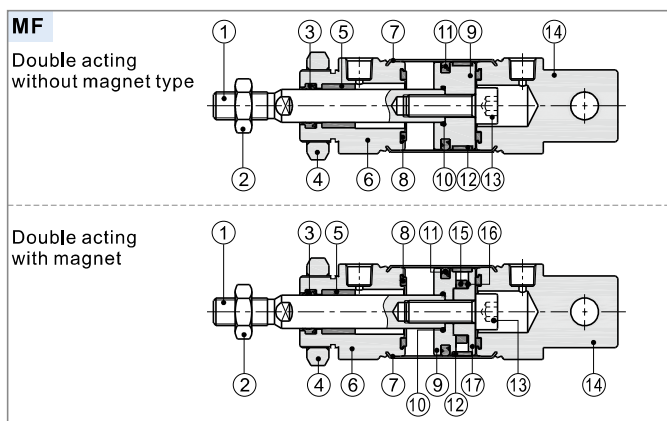 MF
① ③ ⑤ ⑦ ⑪ ⑨ ⑭
Double acting
without magnet type
② ④ ⑥ ⑧ ⑩ ⑫ ⑬
Double acting
with magnet
① ③ ⑤ ⑧ ⑪ ⑮ ⑯
② ④ ⑥ ⑦ ⑩ ⑨ ⑫ ⑰ ⑬ ⑭